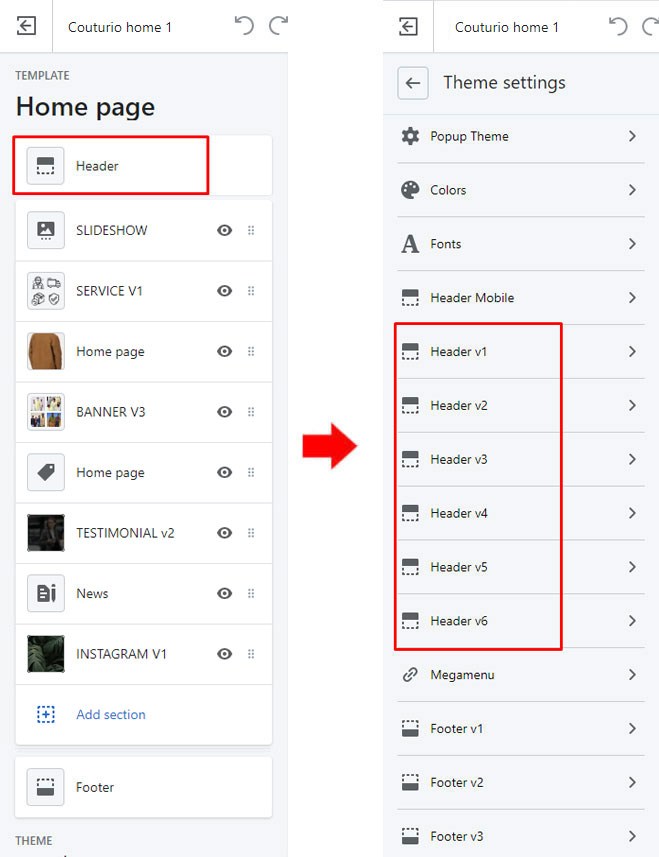 Couturio home 1
TEMPLATE
Home page
Header
SLIDESHOW
SERVICE V1
Home page
BANNER V3
Home page
TESTIMONIAL v2
News
INSTAGRAM V1
Add section
Footer
THEME
Couturio home 1
Theme settings
Popup Theme
Colors
Fonts
Header Mobile
Header v1
Header v2
Header v3
Header v4
Header v5
Header v6
Megamenu
Footer v1
Footer v2
Footer v3